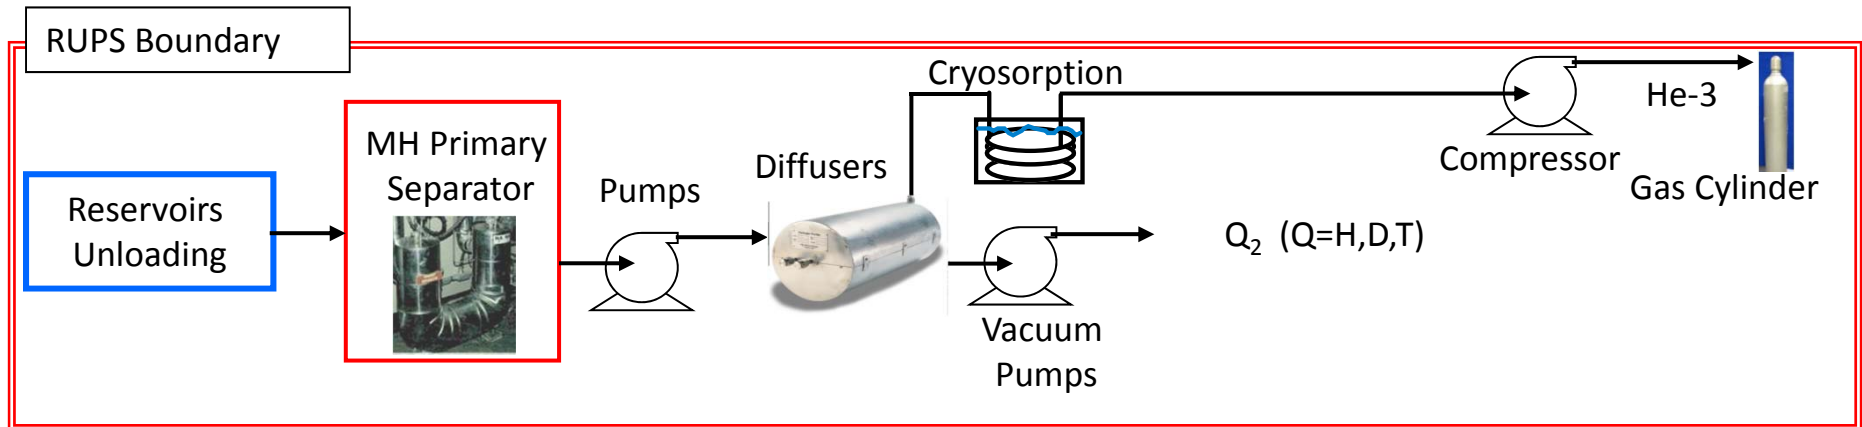 RUPS Boundary
Cryosorption
He-3
MH Primary
Separator
Diffusers
Compressor
Gas Cylinder
Pumps
Reservoirs
Unloading
Q₂ (Q=H,D,T)
Vacuum
Pumps